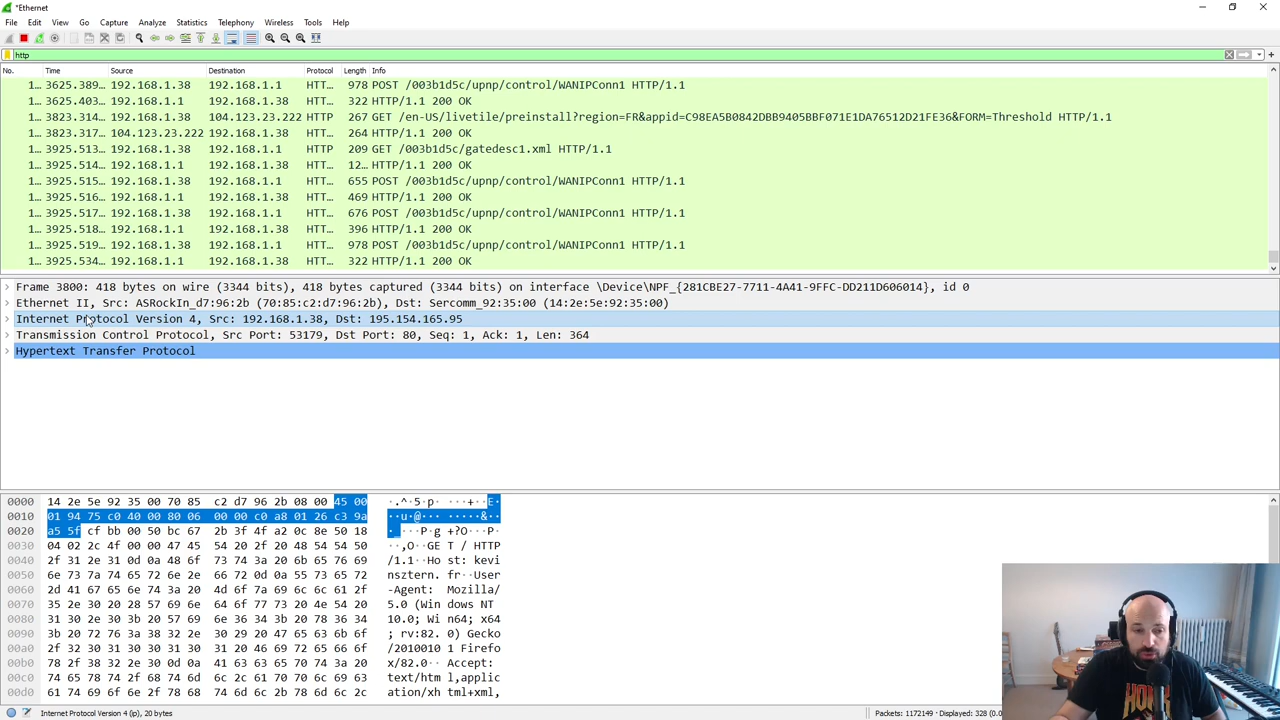 *Ethernet
File Edit View Go Capture Analyze Statistics Telephony Wireless Tools Help
http
No. Time Source Destination Protocol Length Info
1… 3625.389… 192.168.1.38 192.168.1.1 HTT… 978 POST /003b1d5c/upnp/control/WANIPConn1 HTTP/1.1
1… 3625.403… 192.168.1.1 192.168.1.38 HTT… 322 HTTP/1.1 200 OK
1… 3823.314… 192.168.1.38 104.123.23.222 HTTP 267 GET /en-US/livetile/preinstall?region=FR&appid=C98EA5B0842DBB9405BBF071E1DA76512D21FE36&FORM=Threshold HTTP/1.1
1… 3823.317… 104.123.23.222 192.168.1.38 HTT… 264 HTTP/1.1 200 OK
1… 3925.513… 192.168.1.38 192.168.1.1 HTTP 209 GET /003b1d5c/gatedesc1.xml HTTP/1.1
1… 3925.514… 192.168.1.1 192.168.1.38 HTT… 12… HTTP/1.1 200 OK
1… 3925.515… 192.168.1.38 192.168.1.1 HTT… 655 POST /003b1d5c/upnp/control/WANIPConn1 HTTP/1.1
1… 3925.516… 192.168.1.1 192.168.1.38 HTT… 469 HTTP/1.1 200 OK
1… 3925.517… 192.168.1.38 192.168.1.1 HTT… 676 POST /003b1d5c/upnp/control/WANIPConn1 HTTP/1.1
1… 3925.518… 192.168.1.1 192.168.1.38 HTT… 396 HTTP/1.1 200 OK
1… 3925.519… 192.168.1.38 192.168.1.1 HTT… 978 POST /003b1d5c/upnp/control/WANIPConn1 HTTP/1.1
1… 3925.534… 192.168.1.1 192.168.1.38 HTT… 322 HTTP/1.1 200 OK
Frame 3800: 418 bytes on wire (3344 bits), 418 bytes captured (3344 bits) on interface \Device\NPF_{281CBE27-7711-4A41-9FFC-DD211D606014}, id 0
Ethernet II, Src: ASRockIn_d7:96:2b (70:85:c2:d7:96:2b), Dst: Sercomm_92:35:00 (14:2e:5e:92:35:00)
Internet Protocol Version 4, Src: 192.168.1.38, Dst: 195.154.165.95
Transmission Control Protocol, Src Port: 53179, Dst Port: 80, Seq: 1, Ack: 1, Len: 364
Hypertext Transfer Protocol
0000 14 2e 5e 92 35 00 70 85 c2 d7 96 2b 08 00 45 00 ·.^·5·p· ···+··E·
0010 01 94 75 c0 40 00 80 06 00 00 c0 a8 01 26 c3 9a ··u·@··· ·····&··
0020 a5 5f cf bb 00 50 bc 67 2b 3f 4f a2 0c 8e 50 18 ·_···P·g +?O···P·
0030 04 02 2c 4f 00 00 47 45 54 20 2f 20 48 54 54 50 ··,O··GE T / HTTP
0040 2f 31 2e 31 0d 0a 48 6f 73 74 3a 20 6b 65 76 69 /1.1··Ho st: kevi
0050 6e 73 7a 74 65 72 6e 2e 66 72 0d 0a 55 73 65 72 nsztern. fr··User
0060 2d 41 67 65 6e 74 3a 20 4d 6f 7a 69 6c 6c 61 2f -Agent:  Mozilla/
0070 35 2e 30 20 28 57 69 6e 64 6f 77 73 20 4e 54 20 5.0 (Win dows NT
0080 31 30 2e 30 3b 20 57 69 6e 36 34 3b 20 78 36 34 10.0; Wi n64; x64
0090 3b 20 72 76 3a 38 32 2e 30 29 20 47 65 63 6b 6f ; rv:82. 0) Gecko
00a0 2f 32 30 31 30 30 31 30 31 20 46 69 72 65 66 6f /2010010 1 Firefo
00b0 78 2f 38 32 2e 30 0d 0a 41 63 63 65 70 74 3a 20 x/82.0·· Accept:
00c0 74 65 78 74 2f 68 74 6d 6c 2c 61 70 70 6c 69 63 text/htm l,applic
00d0 61 74 69 6f 6e 2f 78 68 74 6d 6c 2b 78 6d 6c 2c ation/xh tml+xml,
Internet Protocol Version 4 (ip), 20 bytes
Packets: 1172149 · Displayed: 328 (0.0